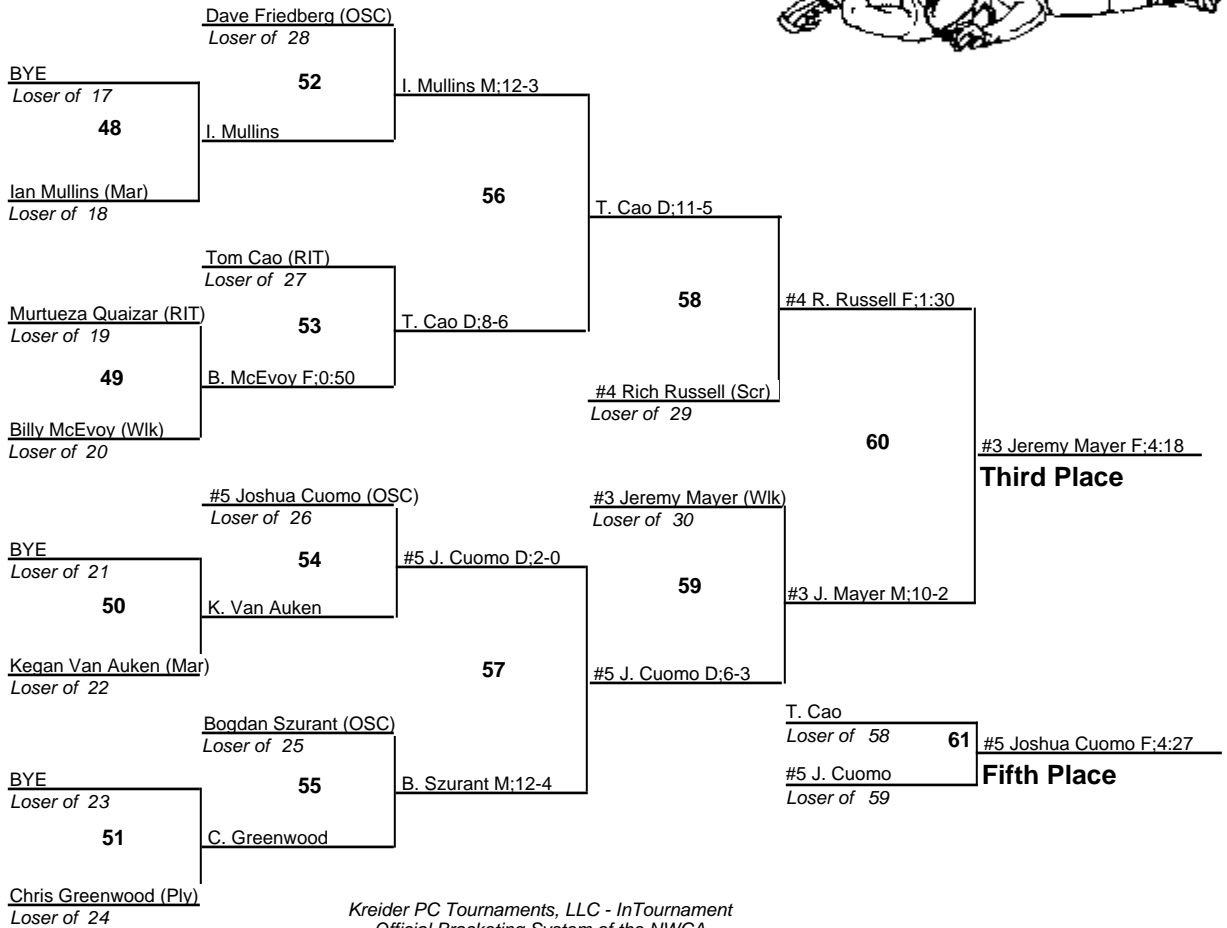 Dave Friedberg (OSC)
Loser of 28
BYE
Loser of 17
52
I. Mullins M;12-3
48
I. Mullins
Ian Mullins (Mar)
Loser of 18
56
T. Cao D;11-5
Tom Cao (RIT)
Loser of 27
Murtueza Quaizar (RIT)
Loser of 19
53
T. Cao D;8-6
58
#4 R. Russell F;1:30
49
B. McEvoy F;0:50
#4 Rich Russell (Scr)
Loser of 29
Billy McEvoy (Wlk)
Loser of 20
60
#3 Jeremy Mayer F;4:18
Third Place
#5 Joshua Cuomo (OSC)
Loser of 26
#3 Jeremy Mayer (Wlk)
Loser of 30
BYE
Loser of 21
54
#5 J. Cuomo D;2-0
59
#3 J. Mayer M;10-2
50
K. Van Auken
Kegan Van Auken (Mar)
Loser of 22
57
#5 J. Cuomo D;6-3
Bogdan Szurant (OSC)
Loser of 25
T. Cao
Loser of 58
61
#5 Joshua Cuomo F;4:27
Fifth Place
#5 J. Cuomo
Loser of 59
BYE
Loser of 23
55
B. Szurant M;12-4
51
C. Greenwood
Chris Greenwood (Ply)
Loser of 24
Kreider PC Tournaments, LLC - InTournament
Official Bracketing System of the NWCA